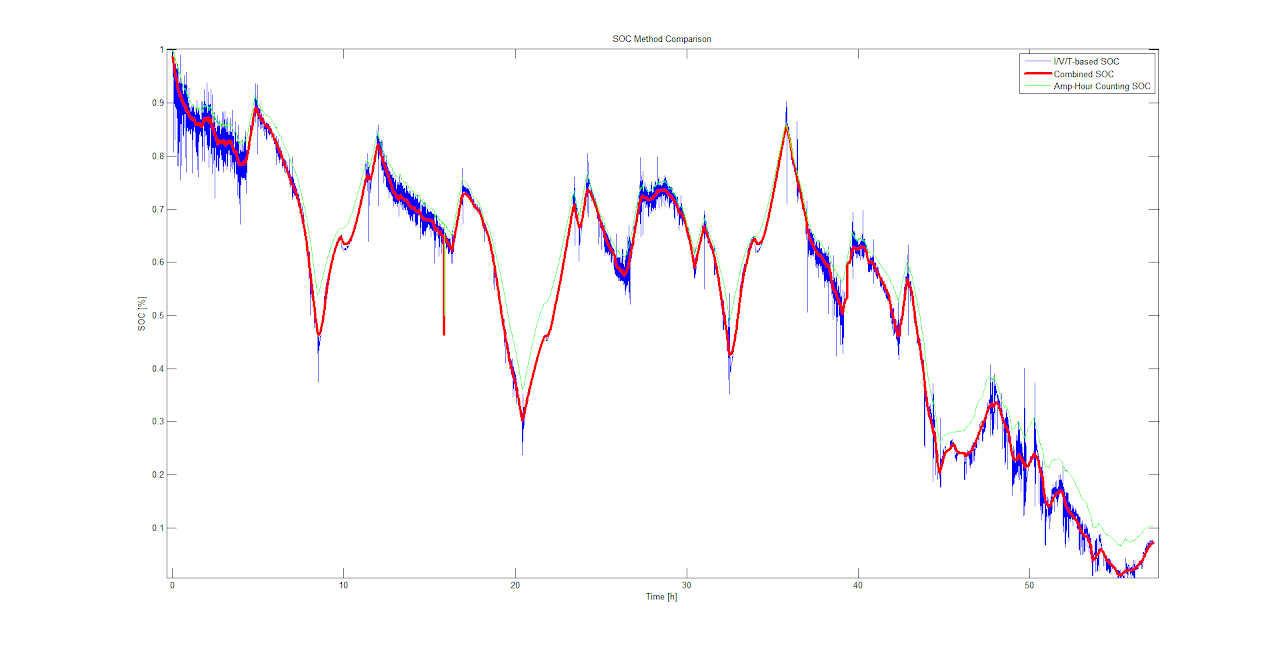 SOC Method Comparison
I/V/T-based SOC
Combined SOC
Amp-Hour Counting SOC
1
0.9
0.8
0.7
0.6
0.5
0.4
0.3
0.2
0.1
SOC [%]
0 10 20 30 40 50
Time [h]